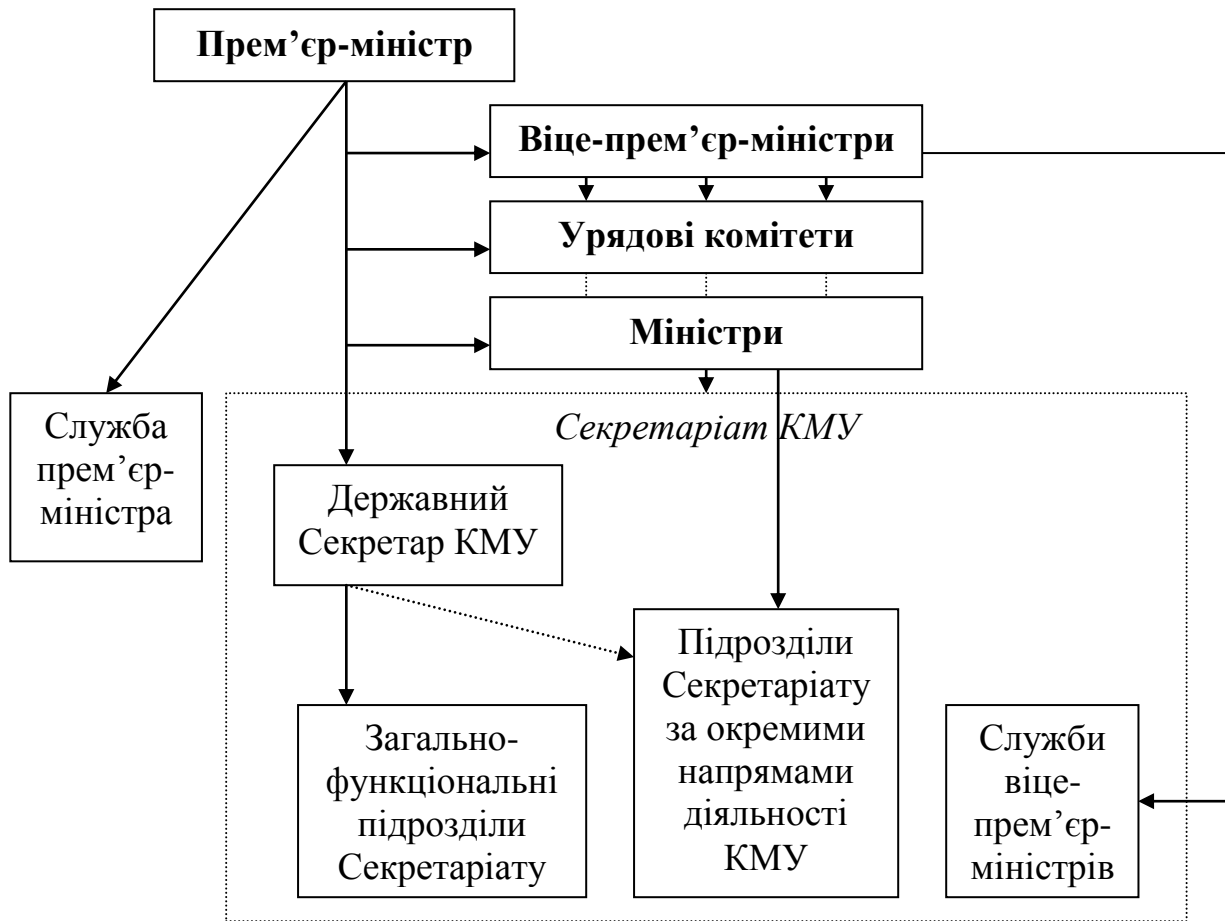 Прем’єр-міністр
Віце-прем’єр-міністри
Урядові комітети
Міністри
Служба
прем’єр-
міністра
Секретаріат КМУ
Державний
Секретар КМУ
Загально-
функціональні
підрозділи
Секретаріату
Підрозділи
Секретаріату
за окремими
напрямами
діяльності
КМУ
Служби
віце-
прем’єр-
міністрів